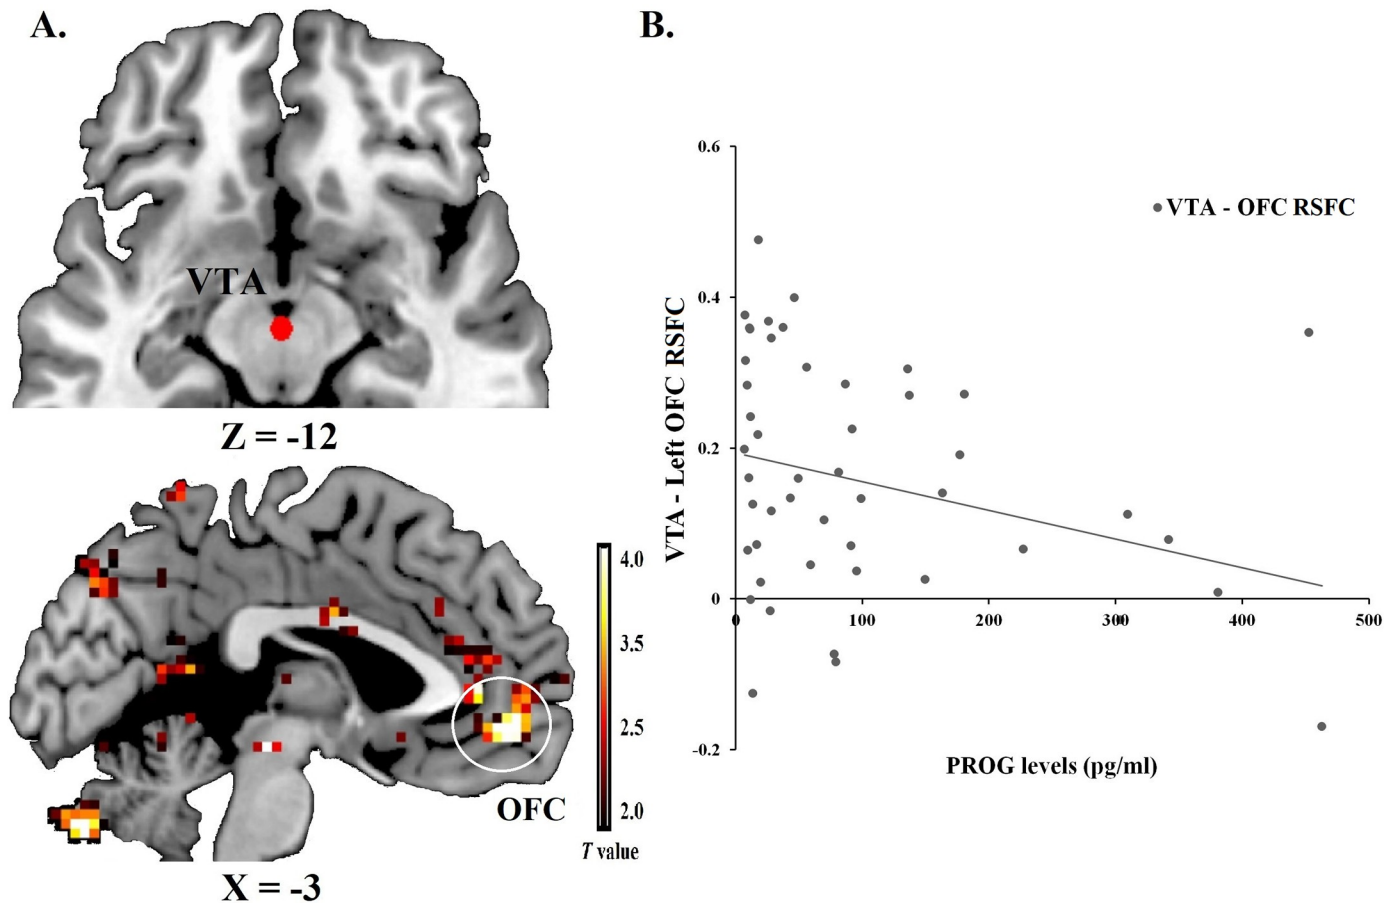 A.
VTA
Z = -12
4.0
3.5
2.5
2.0
T value
OFC
X = -3
B.
0.6
0.4
0.2
0
-0.2
VTA - Left OFC RSFC
VTA - OFC RSFC
0 100 200 300 400 500
PROG levels (pg/ml)